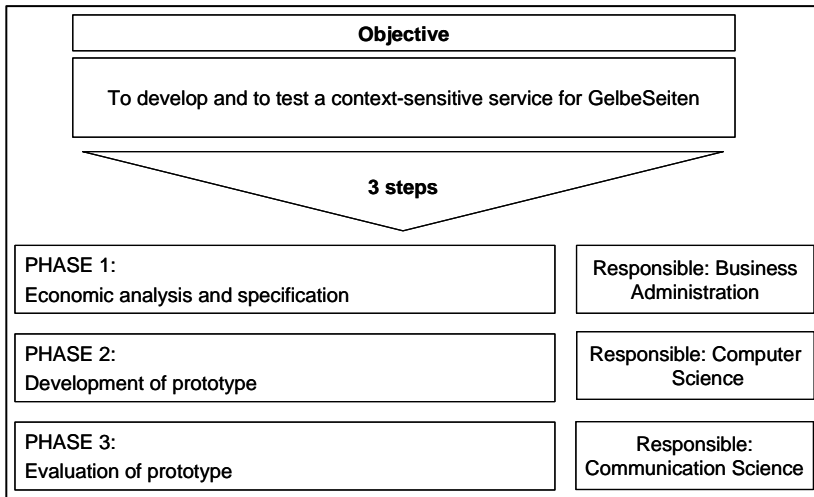 Objective
To develop and to test a context-sensitive service for GelbeSeiten
3 steps
PHASE 1:
Economic analysis and specification
Responsible: Business
Administration
PHASE 2:
Development of prototype
Responsible: Computer
Science
PHASE 3:
Evaluation of prototype
Responsible:
Communication Science